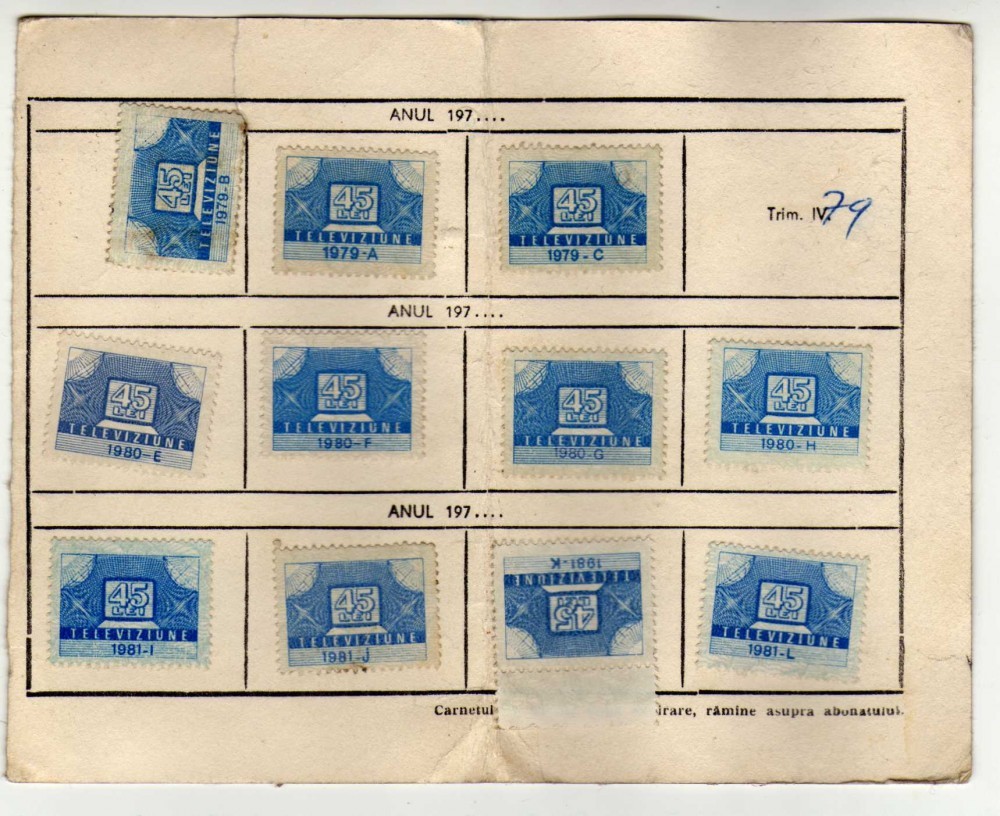 ANUL 197....
45
LEI
TELEVIZIUNE
1979-B
45
LEI
TELEVIZIUNE
1979-A
45
LEI
TELEVIZIUNE
1979-C
Trim. IV. 79
ANUL 197....
45
LEI
TELEVIZIUNE
1980-E
45
LEI
TELEVIZIUNE
1980-F
45
LEI
TELEVIZIUNE
1980-G
45
LEI
TELEVIZIUNE
1980-H
ANUL 197....
45
LEI
TELEVIZIUNE
1981-I
45
LEI
TELEVIZIUNE
1981-J
45
LEI
TELEVIZIUNE
1981-K
45
LEI
TELEVIZIUNE
1981-L
Carnetul irare, rămîne asupra abonatului.